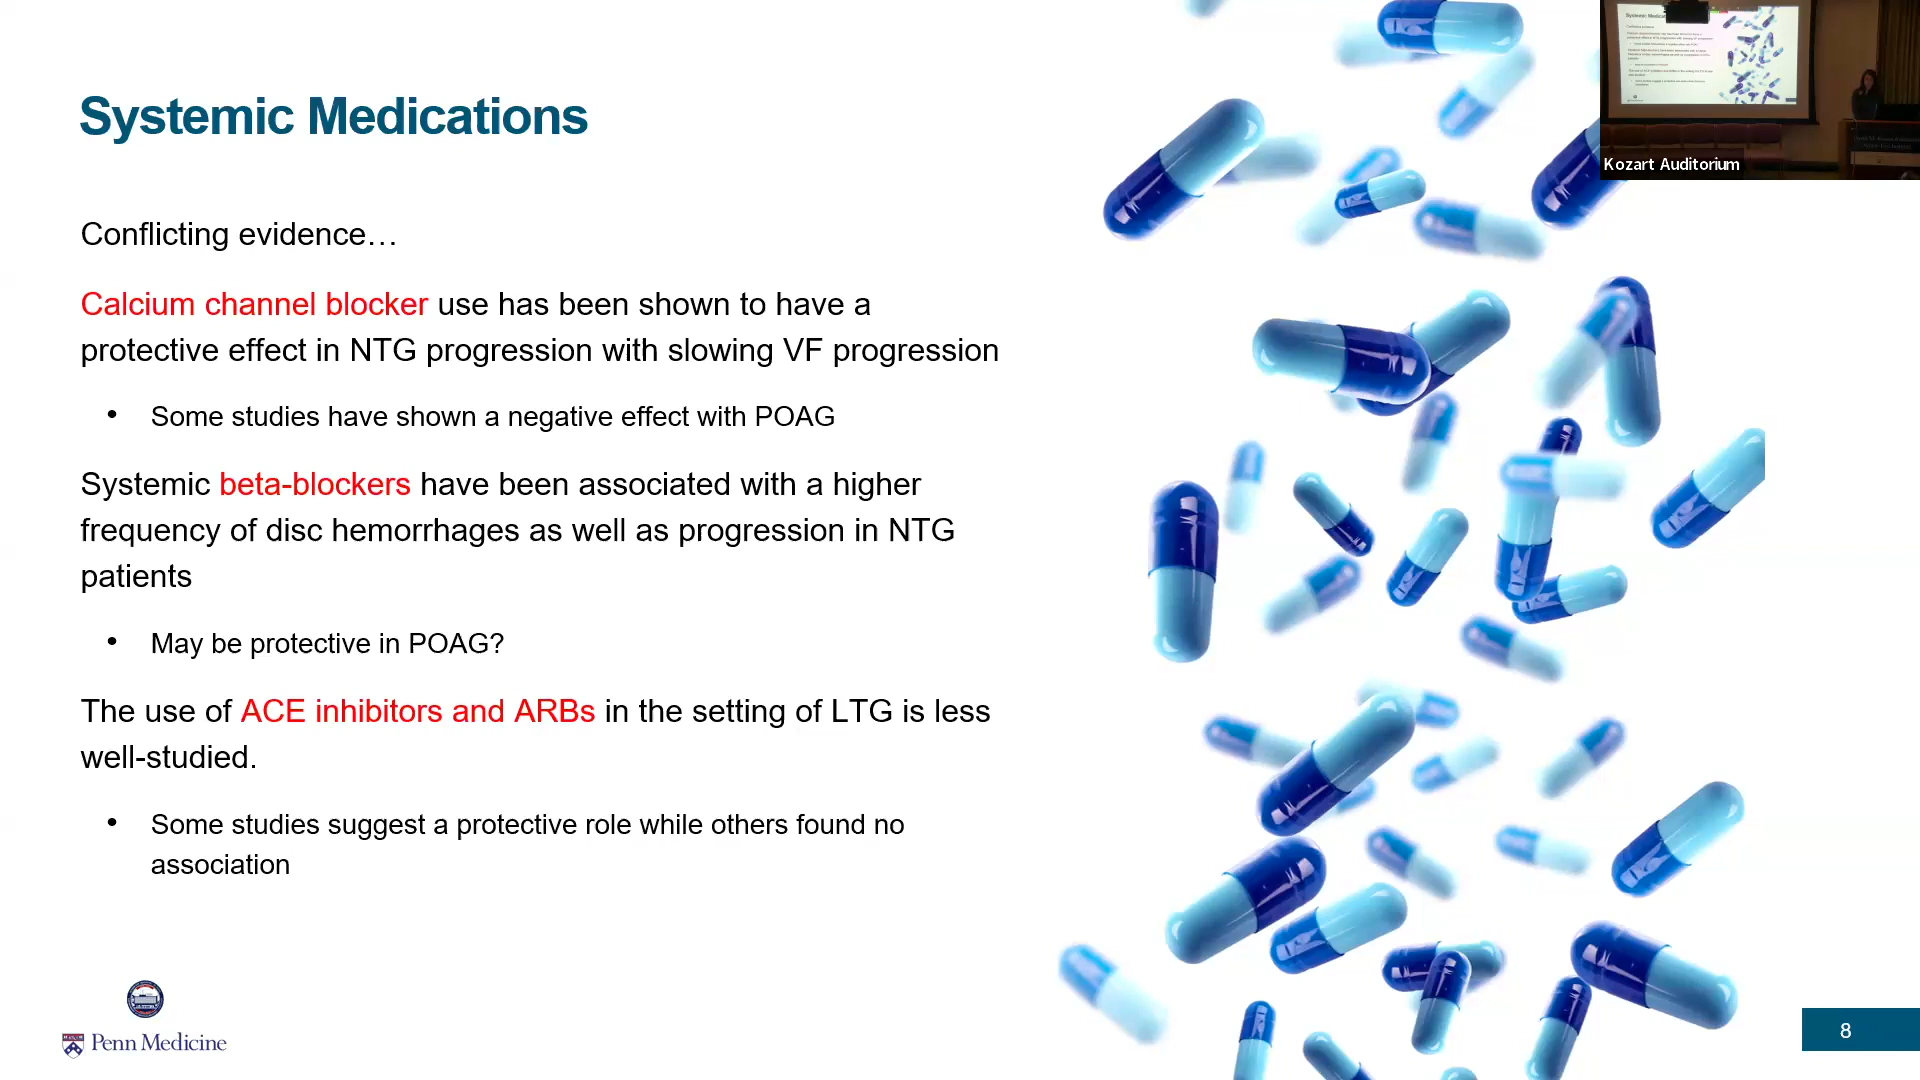 Systemic Medications
Conflicting evidence…
Calcium channel blocker use has been shown to have a
protective effect in NTG progression with slowing VF progression
• Some studies have shown a negative effect with POAG
Systemic beta-blockers have been associated with a higher
frequency of disc hemorrhages as well as progression in NTG
patients
• May be protective in POAG?
The use of ACE inhibitors and ARBs in the setting of LTG is less
well-studied.
• Some studies suggest a protective role while others found no
association
Penn Medicine
8
Kozart Auditorium